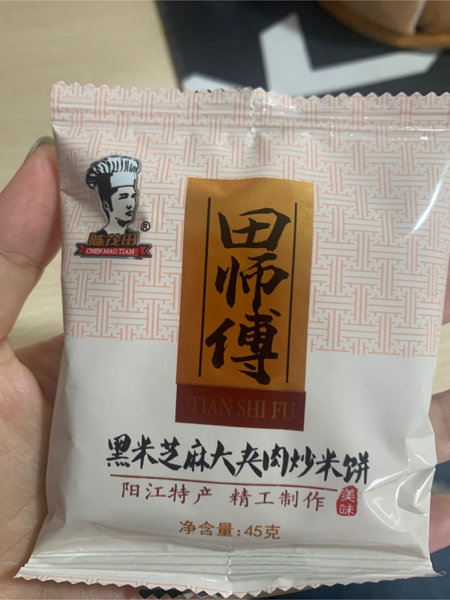 陈茂田®
CHEN MAO TIAN
田师傅
TIAN SHI FU
黑米芝麻大夹肉炒米饼
阳江特产 精工制作 美味
净含量:45克